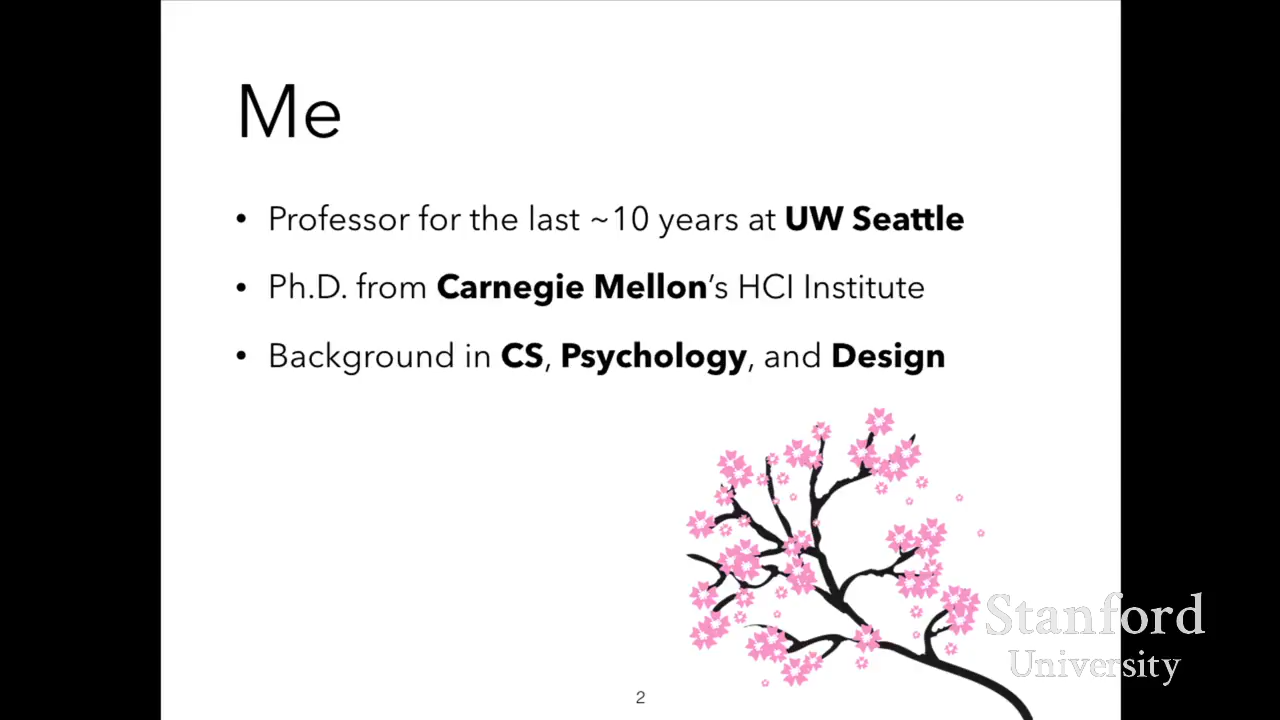 Me
• Professor for the last ~10 years at UW Seattle
• Ph.D. from Carnegie Mellon’s HCI Institute
• Background in CS, Psychology, and Design
Stanford
University
2